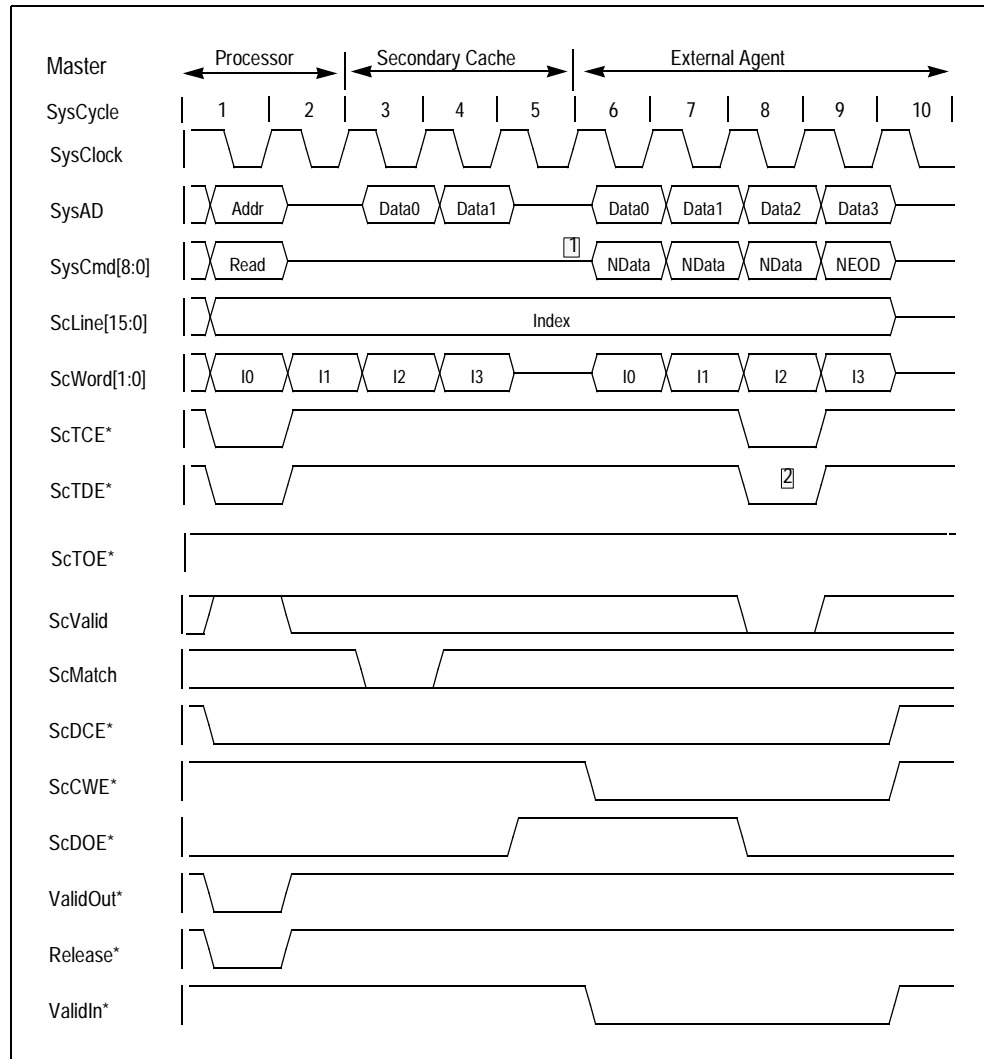 Master Processor Secondary Cache External Agent
SysCycle 1 2 3 4 5 6 7 8 9 10
SysClock
SysAD Addr Data0 Data1 Data0 Data1 Data2 Data3
SysCmd[8:0] Read 1 NData NData NData NEOD
ScLine[15:0] Index
ScWord[1:0] I0 I1 I2 I3 I0 I1 I2 I3
ScTCE*
ScTDE* 2
ScTOE*
ScValid
ScMatch
ScDCE*
ScCWE*
ScDOE*
ValidOut*
Release*
ValidIn*